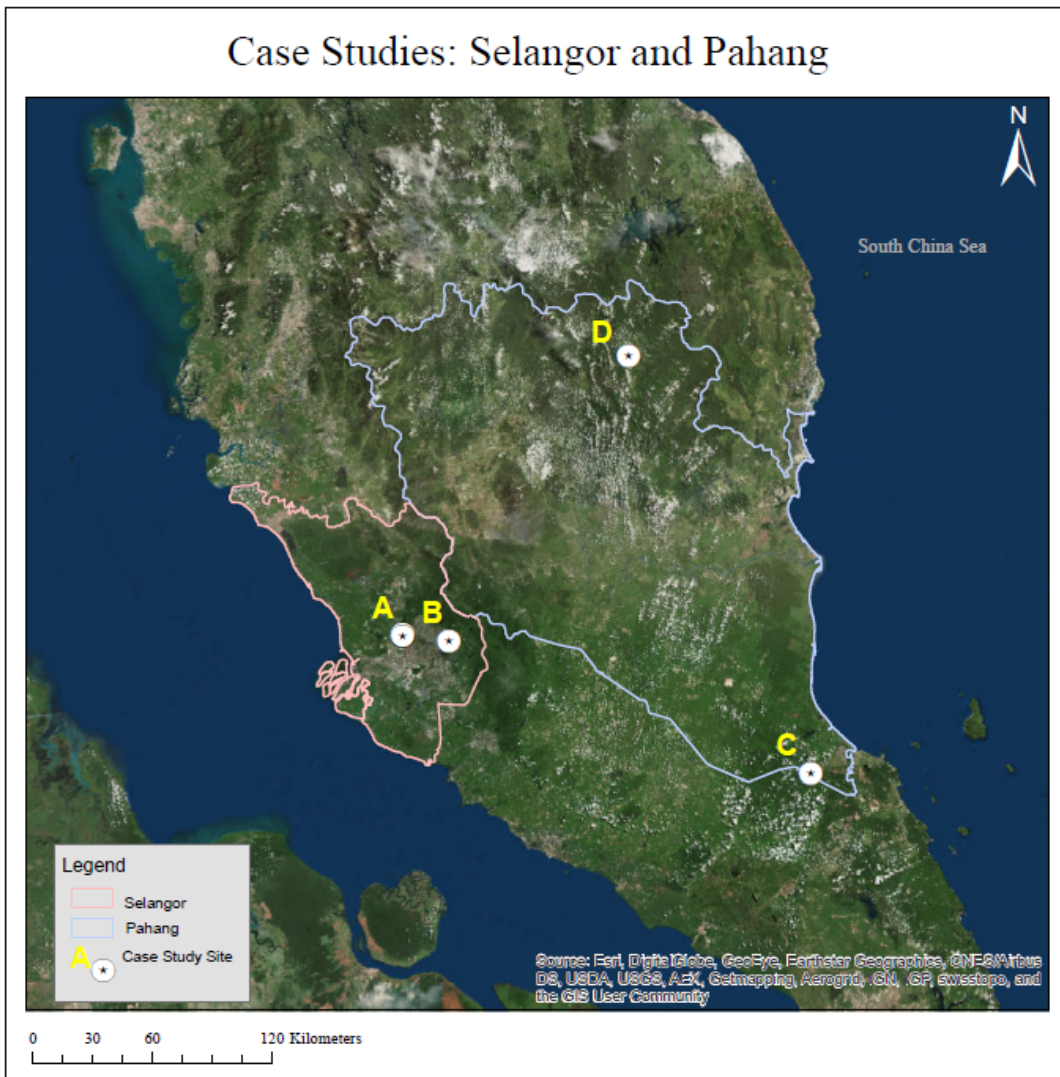 Case Studies: Selangor and Pahang
N
South China Sea
D
A
B
C
Legend
Selangor
Pahang
A Case Study Site
Source: Esri, DigitalGlobe, GeoEye, Earthstar Geographics, CNES/Airbus
DS, USDA, USGS, AEX, Getmapping, Aerogrid, IGN, IGP, swisstopo, and
the GIS User Community
0 30 60 120 Kilometers